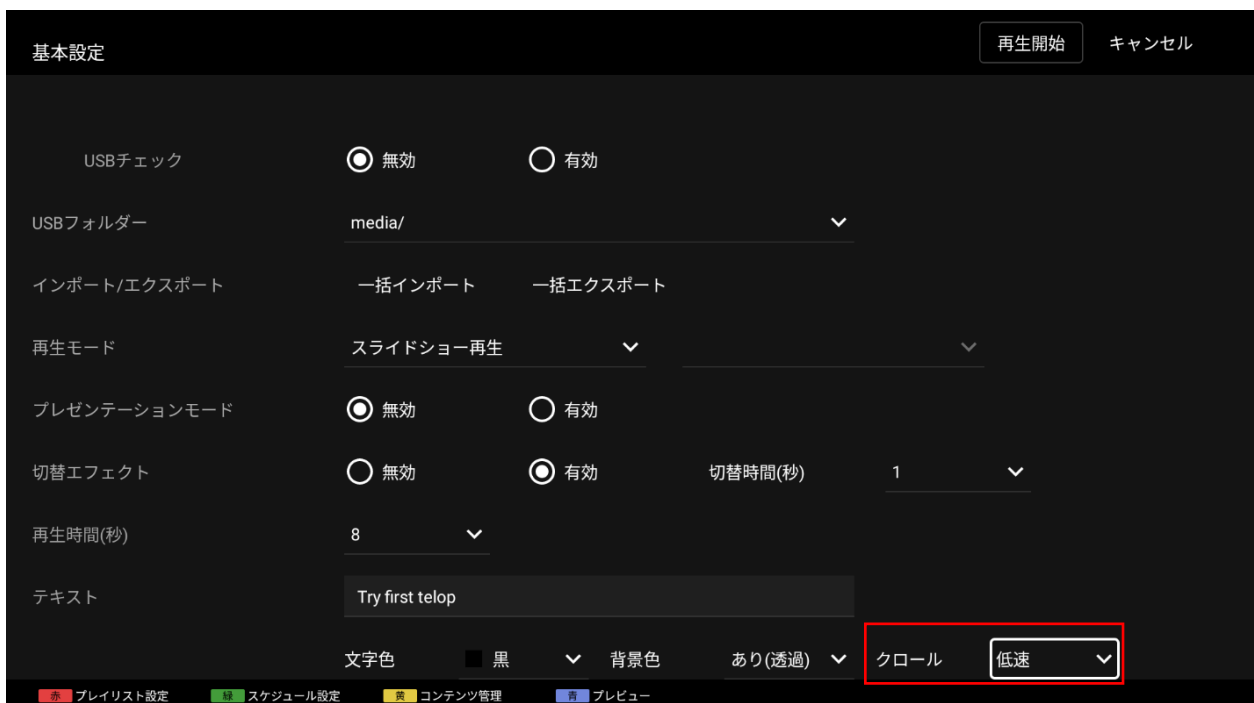 基本設定 再生開始 キャンセル
USBチェック 無効 有効
USBフォルダー media/
インポート/エクスポート 一括インポート 一括エクスポート
再生モード スライドショー再生
プレゼンテーションモード 無効 有効
切替エフェクト 無効 有効 切替時間(秒) 1
再生時間(秒) 8
テキスト Try first telop
文字色 黒 背景色 あり(透過) クロール 低速
赤 プレイリスト設定 緑 スケジュール設定 黄 コンテンツ管理 青 プレビュー